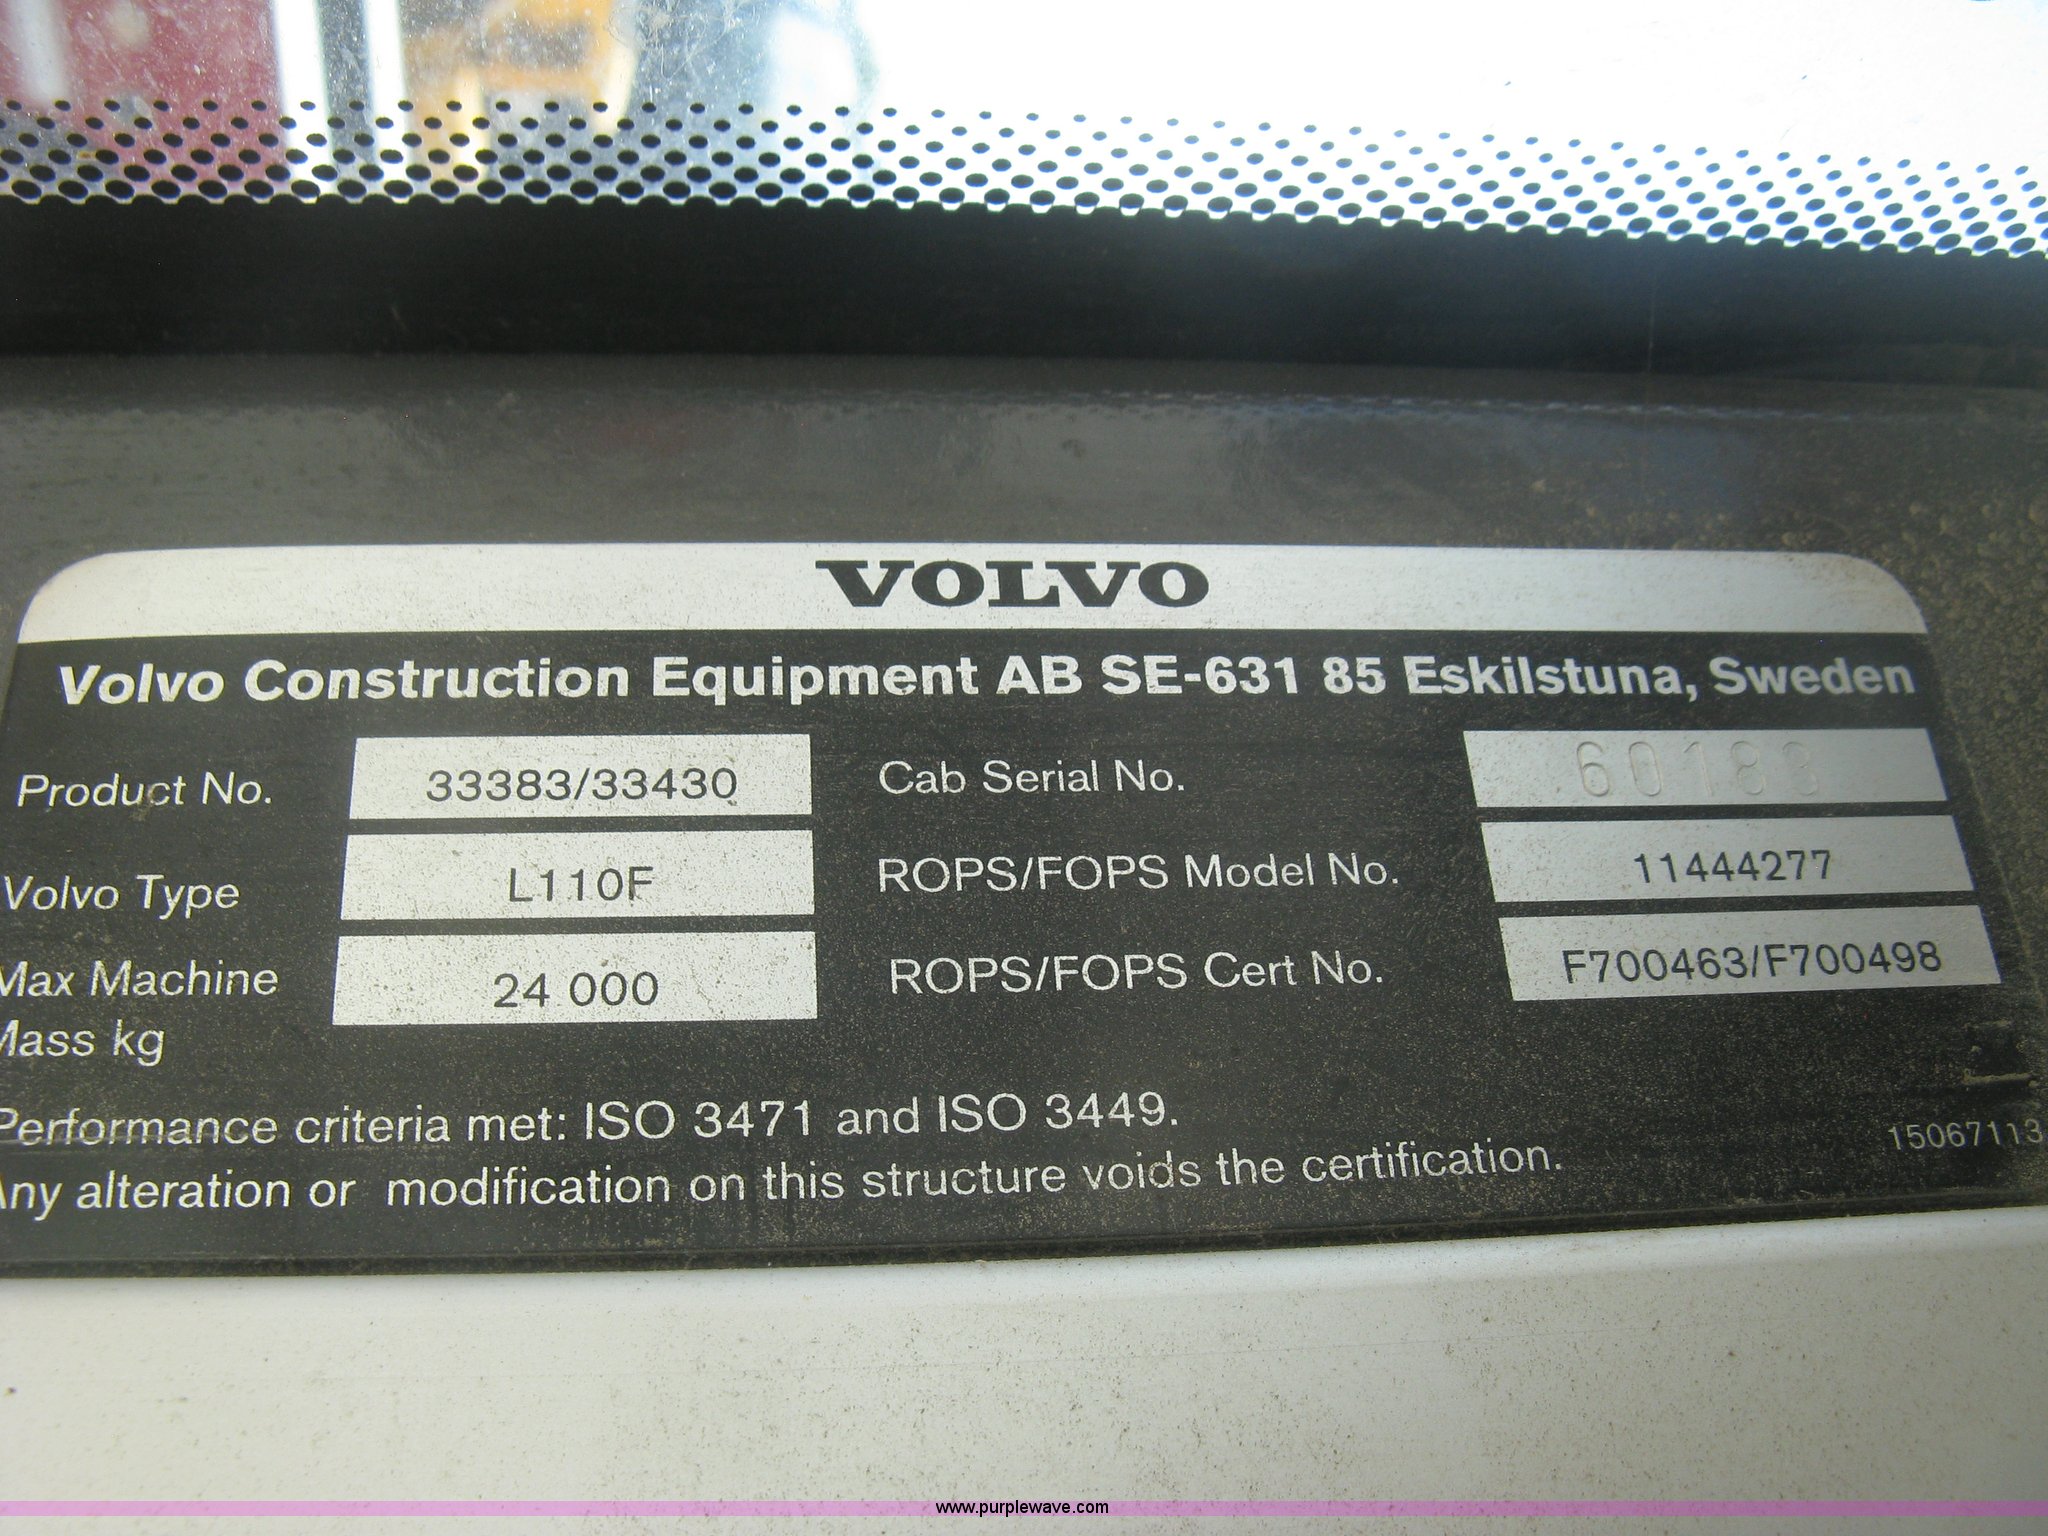 VOLVO
Volvo Construction Equipment AB SE-631 85 Eskilstuna, Sweden
Product No. 33383/33430 Cab Serial No. 60183
Volvo Type L110F ROPS/FOPS Model No. 11444277
Max Machine Mass kg 24 000 ROPS/FOPS Cert No. F700463/F700498
Performance criteria met: ISO 3471 and ISO 3449.
Any alteration or modification on this structure voids the certification.
15067113
www.purplewave.com